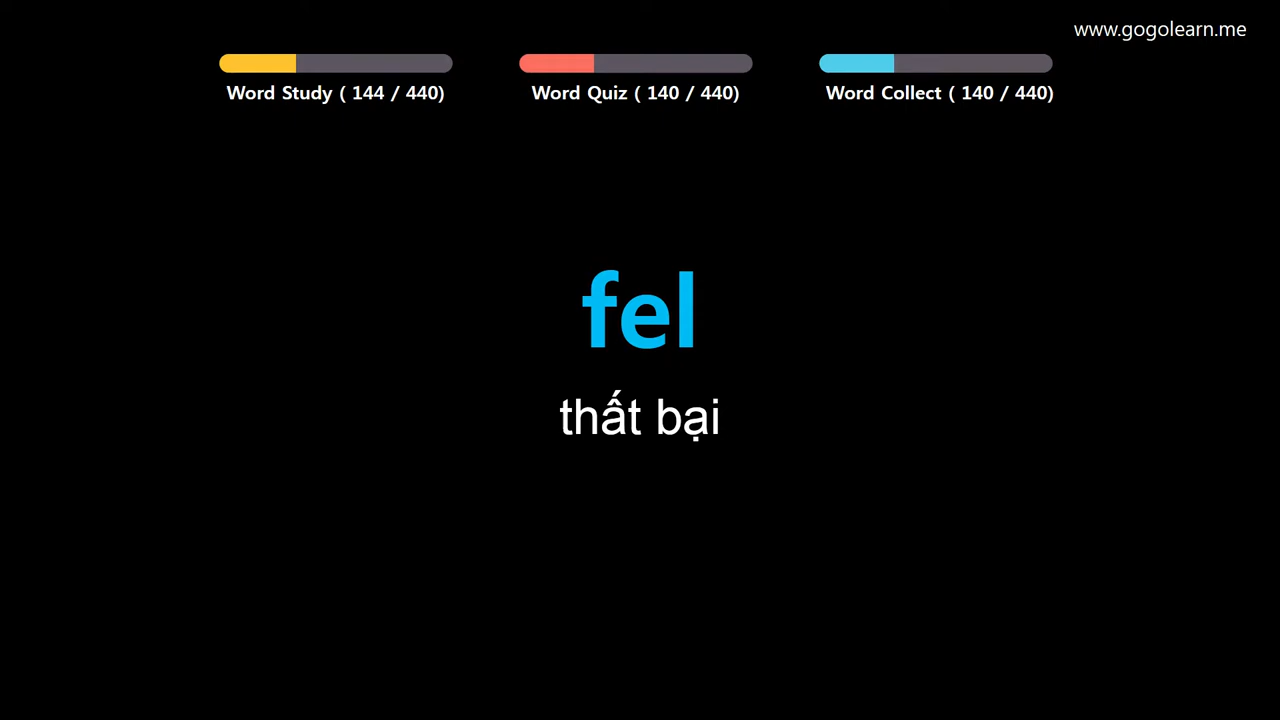 www.gogolearn.me
Word Study ( 144 / 440)
Word Quiz ( 140 / 440)
Word Collect ( 140 / 440)
fel
thất bại